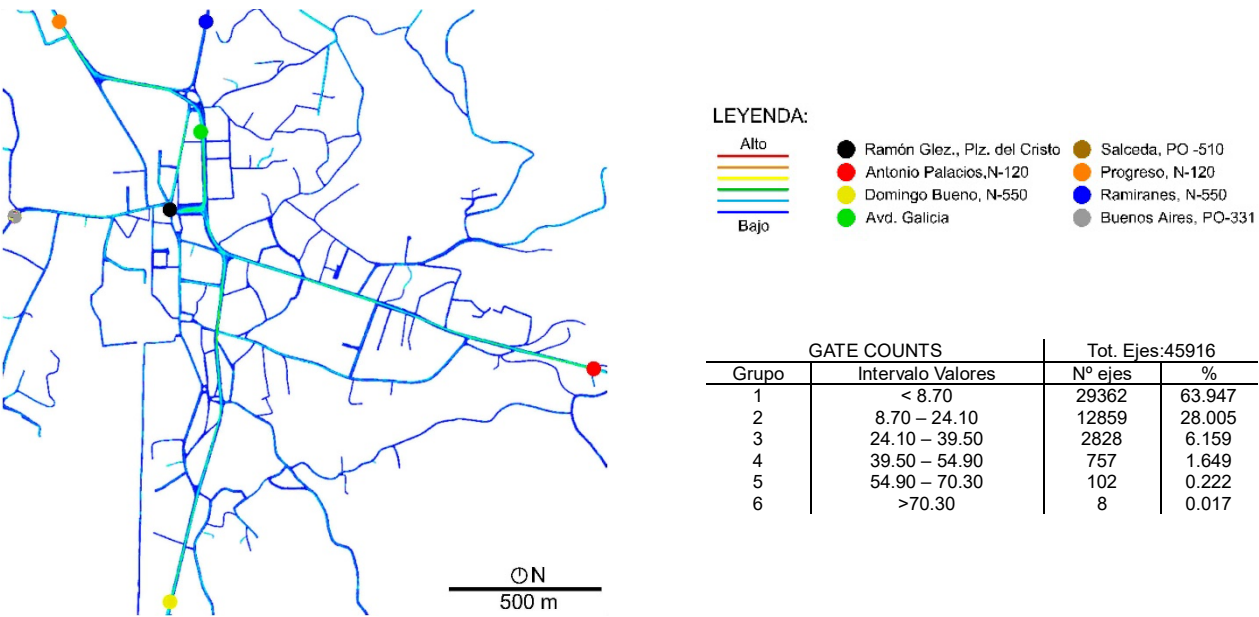 LEYENDA:
Alto
Bajo
Ramón Glez., Plz. del Cristo
Antonio Palacios,N-120
Domingo Bueno, N-550
Avd. Galicia
Salceda, PO -510
Progreso, N-120
Ramiranes, N-550
Buenos Aires, PO-331
GATE COUNTS Tot. Ejes:45916
Grupo Intervalo Valores Nº ejes %
1 < 8.70 29362 63.947
2 8.70 – 24.10 12859 28.005
3 24.10 – 39.50 2828 6.159
4 39.50 – 54.90 757 1.649
5 54.90 – 70.30 102 0.222
6 >70.30 8 0.017
N
500 m